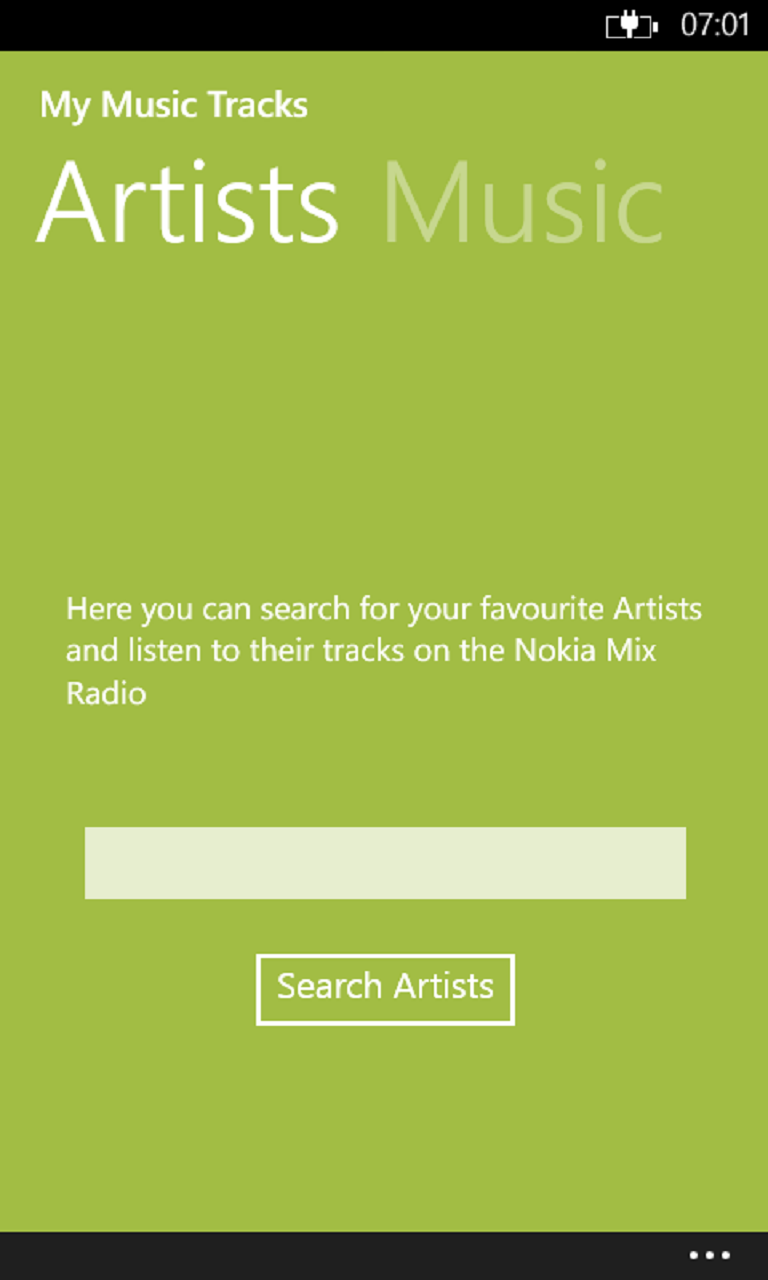 07:01
My Music Tracks
Artists Music
Here you can search for your favourite Artists
and listen to their tracks on the Nokia Mix
Radio
Search Artists